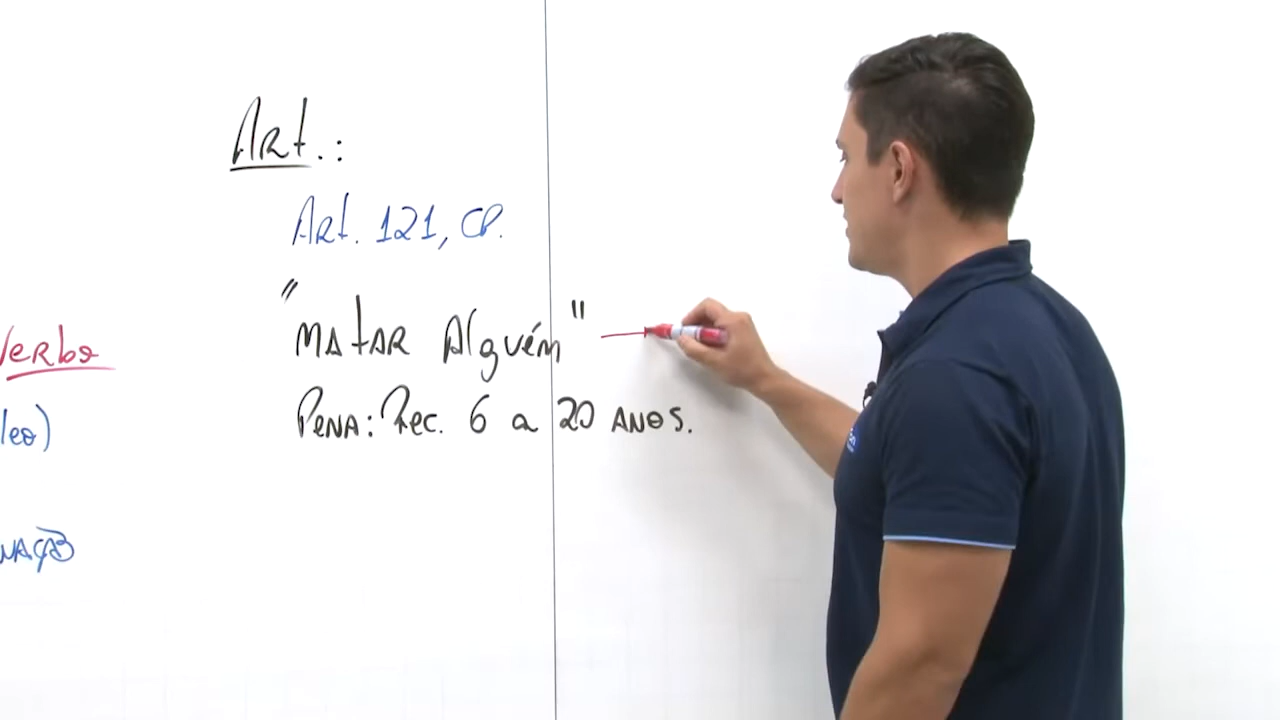 Art.:
Art. 121, CP.
"Matar Alguém"
Pena: Rec. 6 a 20 anos.
Verbo
leo)
nação